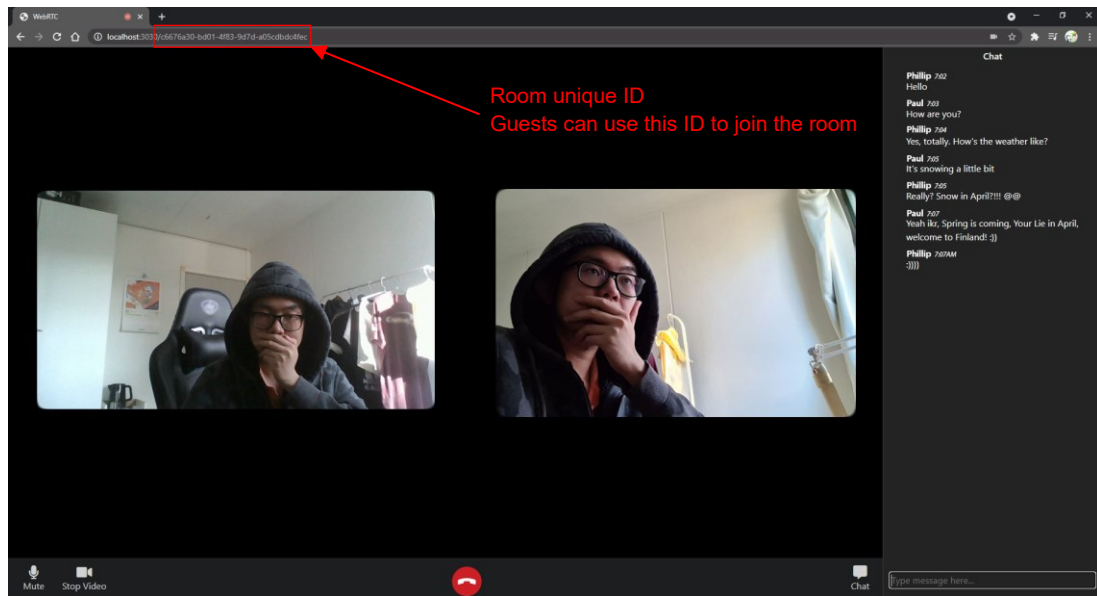 WebRTC
localhost:3030/c6676a30-bd01-4f83-9d7d-a05cdbdc4fec
Room unique ID
Guests can use this ID to join the room
Chat
Phillip 7:02
Hello
Paul 7:03
How are you?
Phillip 7:04
Yes, totally. How's the weather like?
Paul 7:05
It's snowing a little bit
Phillip 7:05
Really? Snow in April?!!! @@
Paul 7:07
Yeah ikr, Spring is coming, Your Lie in April,
welcome to Finland! :))
Phillip 7:07AM
:))))
Mute
Stop Video
Chat
Type message here...